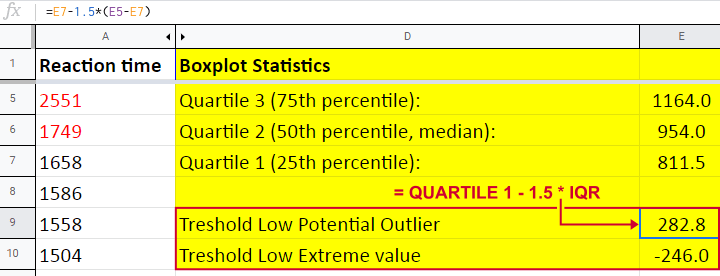 fx =E7-1.5*(E5-E7)
A D E
1 Reaction time Boxplot Statistics
5 2551 Quartile 3 (75th percentile): 1164.0
6 1749 Quartile 2 (50th percentile, median): 954.0
7 1658 Quartile 1 (25th percentile): 811.5
8 1586 = QUARTILE 1 - 1.5 * IQR
9 1558 Treshold Low Potential Outlier 282.8
10 1504 Treshold Low Extreme value -246.0